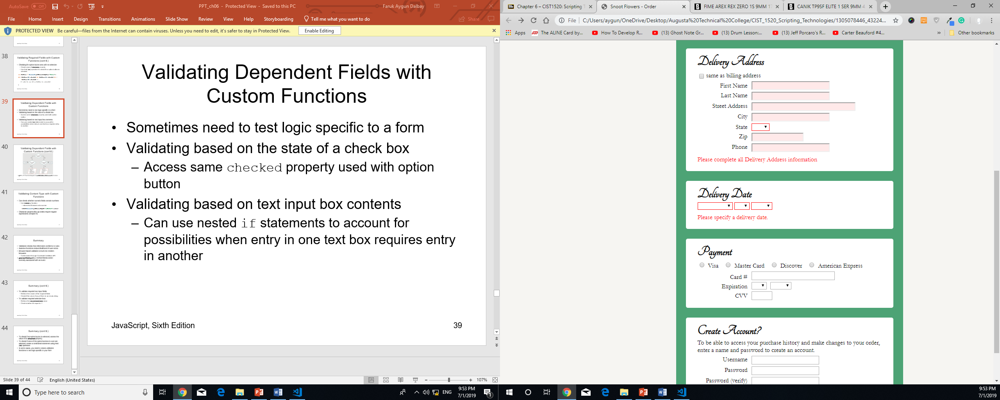 AutoSave Off
PPT_ch06 - Protected View - Saved to this PC
Faruk Aygun Dalbay
File Home Insert Design Transitions Animations Slide Show Review View Help Storyboarding Tell me what you want to do Share
PROTECTED VIEW Be careful—files from the Internet can contain viruses. Unless you need to edit, it's safer to stay in Protected View. Enable Editing
38
Validating Required Fields with Custom
Functions (cont'd.)
39
Validating Dependent Fields with
Custom Functions
40
Validating Dependent Fields with
Custom Functions (cont'd.)
41
Validating Content Type with Custom
Functions
42
Summary
43
Summary (cont'd.)
44
Summary (cont'd.)
Validating Dependent Fields with
Custom Functions
• Sometimes need to test logic specific to a form
• Validating based on the state of a check box
– Access same checked property used with option
button
• Validating based on text input box contents
– Can use nested if statements to account for
possibilities when entry in one text box requires entry
in another
JavaScript, Sixth Edition
39
Slide 39 of 44 English (United States) 107%
Type here to search
ENG
9:53 PM
7/1/2019
1
Chapter 6 – CIST1520: Scripting T
Snoot Flowers - Order
FIME AREX REX ZERO 1S 9MM 17
CANIK TP9SF ELITE 1 SER 9MM 4
File C:/Users/aygun/OneDrive/Desktop/Augusta%20Technical%20College/CIST_1520_Scripting_Technologies/1305078446_43224...
Apps The ALINE Card by... How To Develop R... (13) Ghost Note Gr... (13) Drum Lesson:... (13) Jeff Porcaro's R... Carter Beauford #4... » Other bookmarks
Delivery Address
same as billing address
First Name
Last Name
Street Address
City
State
Zip
Phone
Please complete all Delivery Address information
Delivery Date
Please specify a delivery date.
Payment
Visa Master Card Discover American Express
Card #
Expiration
CVV
Create Account?
To be able to access your purchase history and make changes to your order,
enter a name and password to create an account.
Username
Password
Password (verify)
9:53 PM
7/1/2019